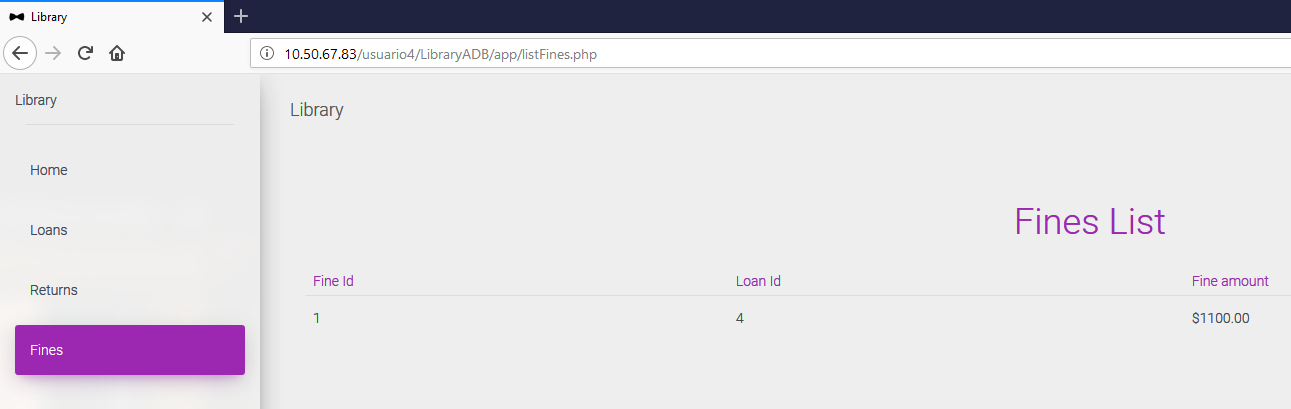 Library
10.50.67.83/usuario4/LibraryADB/app/listFines.php
Library
Home
Loans
Returns
Fines
Library
Fines List
Fine Id Loan Id Fine amount
1 4 $1100.00